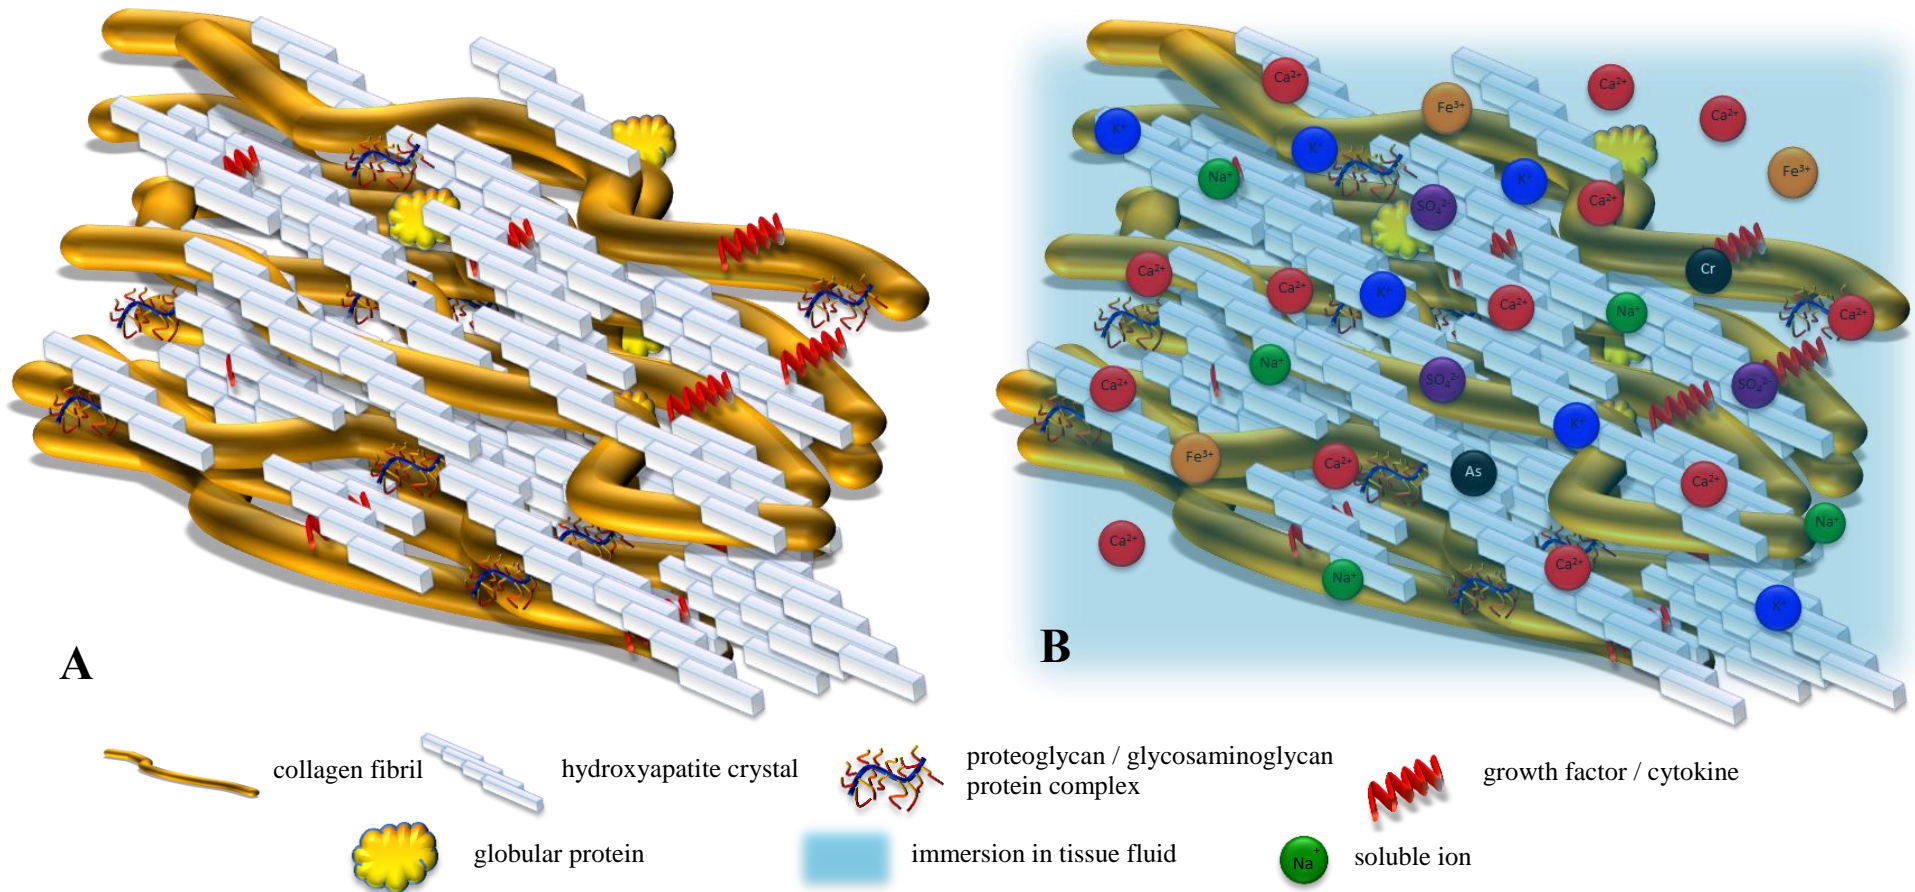 Ca²⁺
Ca²⁺
Fe³⁺
Ca²⁺
K⁺
K⁺
Fe³⁺
Na⁺
K⁺
SO₄²⁻
Ca²⁺
Ca²⁺
Cr
Ca²⁺
K⁺
Ca²⁺
Na⁺
Ca²⁺
Na⁺
Ca²⁺
SO₄²⁻
SO₄²⁻
K⁺
Fe³⁺
Ca²⁺
As
Ca²⁺
Na⁺
Ca²⁺
Ca²⁺
Na⁺
K⁺
A
B
collagen fibril
hydroxyapatite crystal
proteoglycan / glycosaminoglycan
protein complex
growth factor / cytokine
globular protein
immersion in tissue fluid
Na⁺
soluble ion